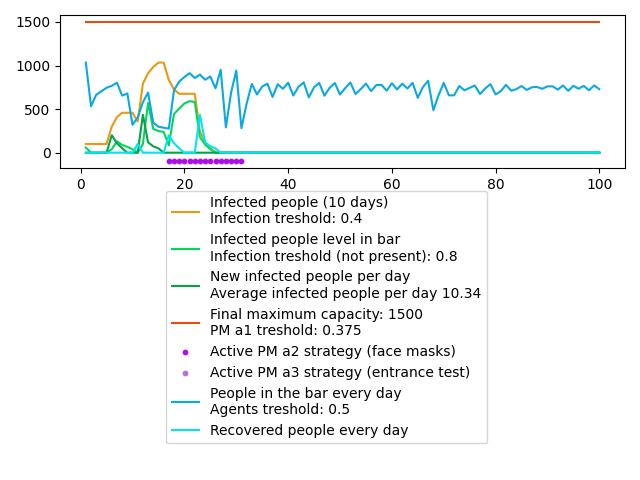 1500
1000
500
0
0
20
40
60
80
100
Infected people (10 days)
Infection treshold: 0.4
Infected people level in bar
Infection treshold (not present): 0.8
New infected people per day
Average infected people per day 10.34
Final maximum capacity: 1500
PM a1 treshold: 0.375
Active PM a2 strategy (face masks)
Active PM a3 strategy (entrance test)
People in the bar every day
Agents treshold: 0.5
Recovered people every day